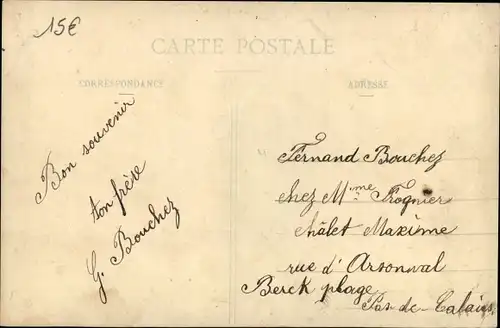 15€
CARTE POSTALE
CORRESPONDANCE
ADRESSE
Bon souvenir
ton frère
G. Bouchez
Fernand Bouchez
chez Mme Frognier
châlet Maxime
rue d'Arsonval
Berck plage
Pas de Calais